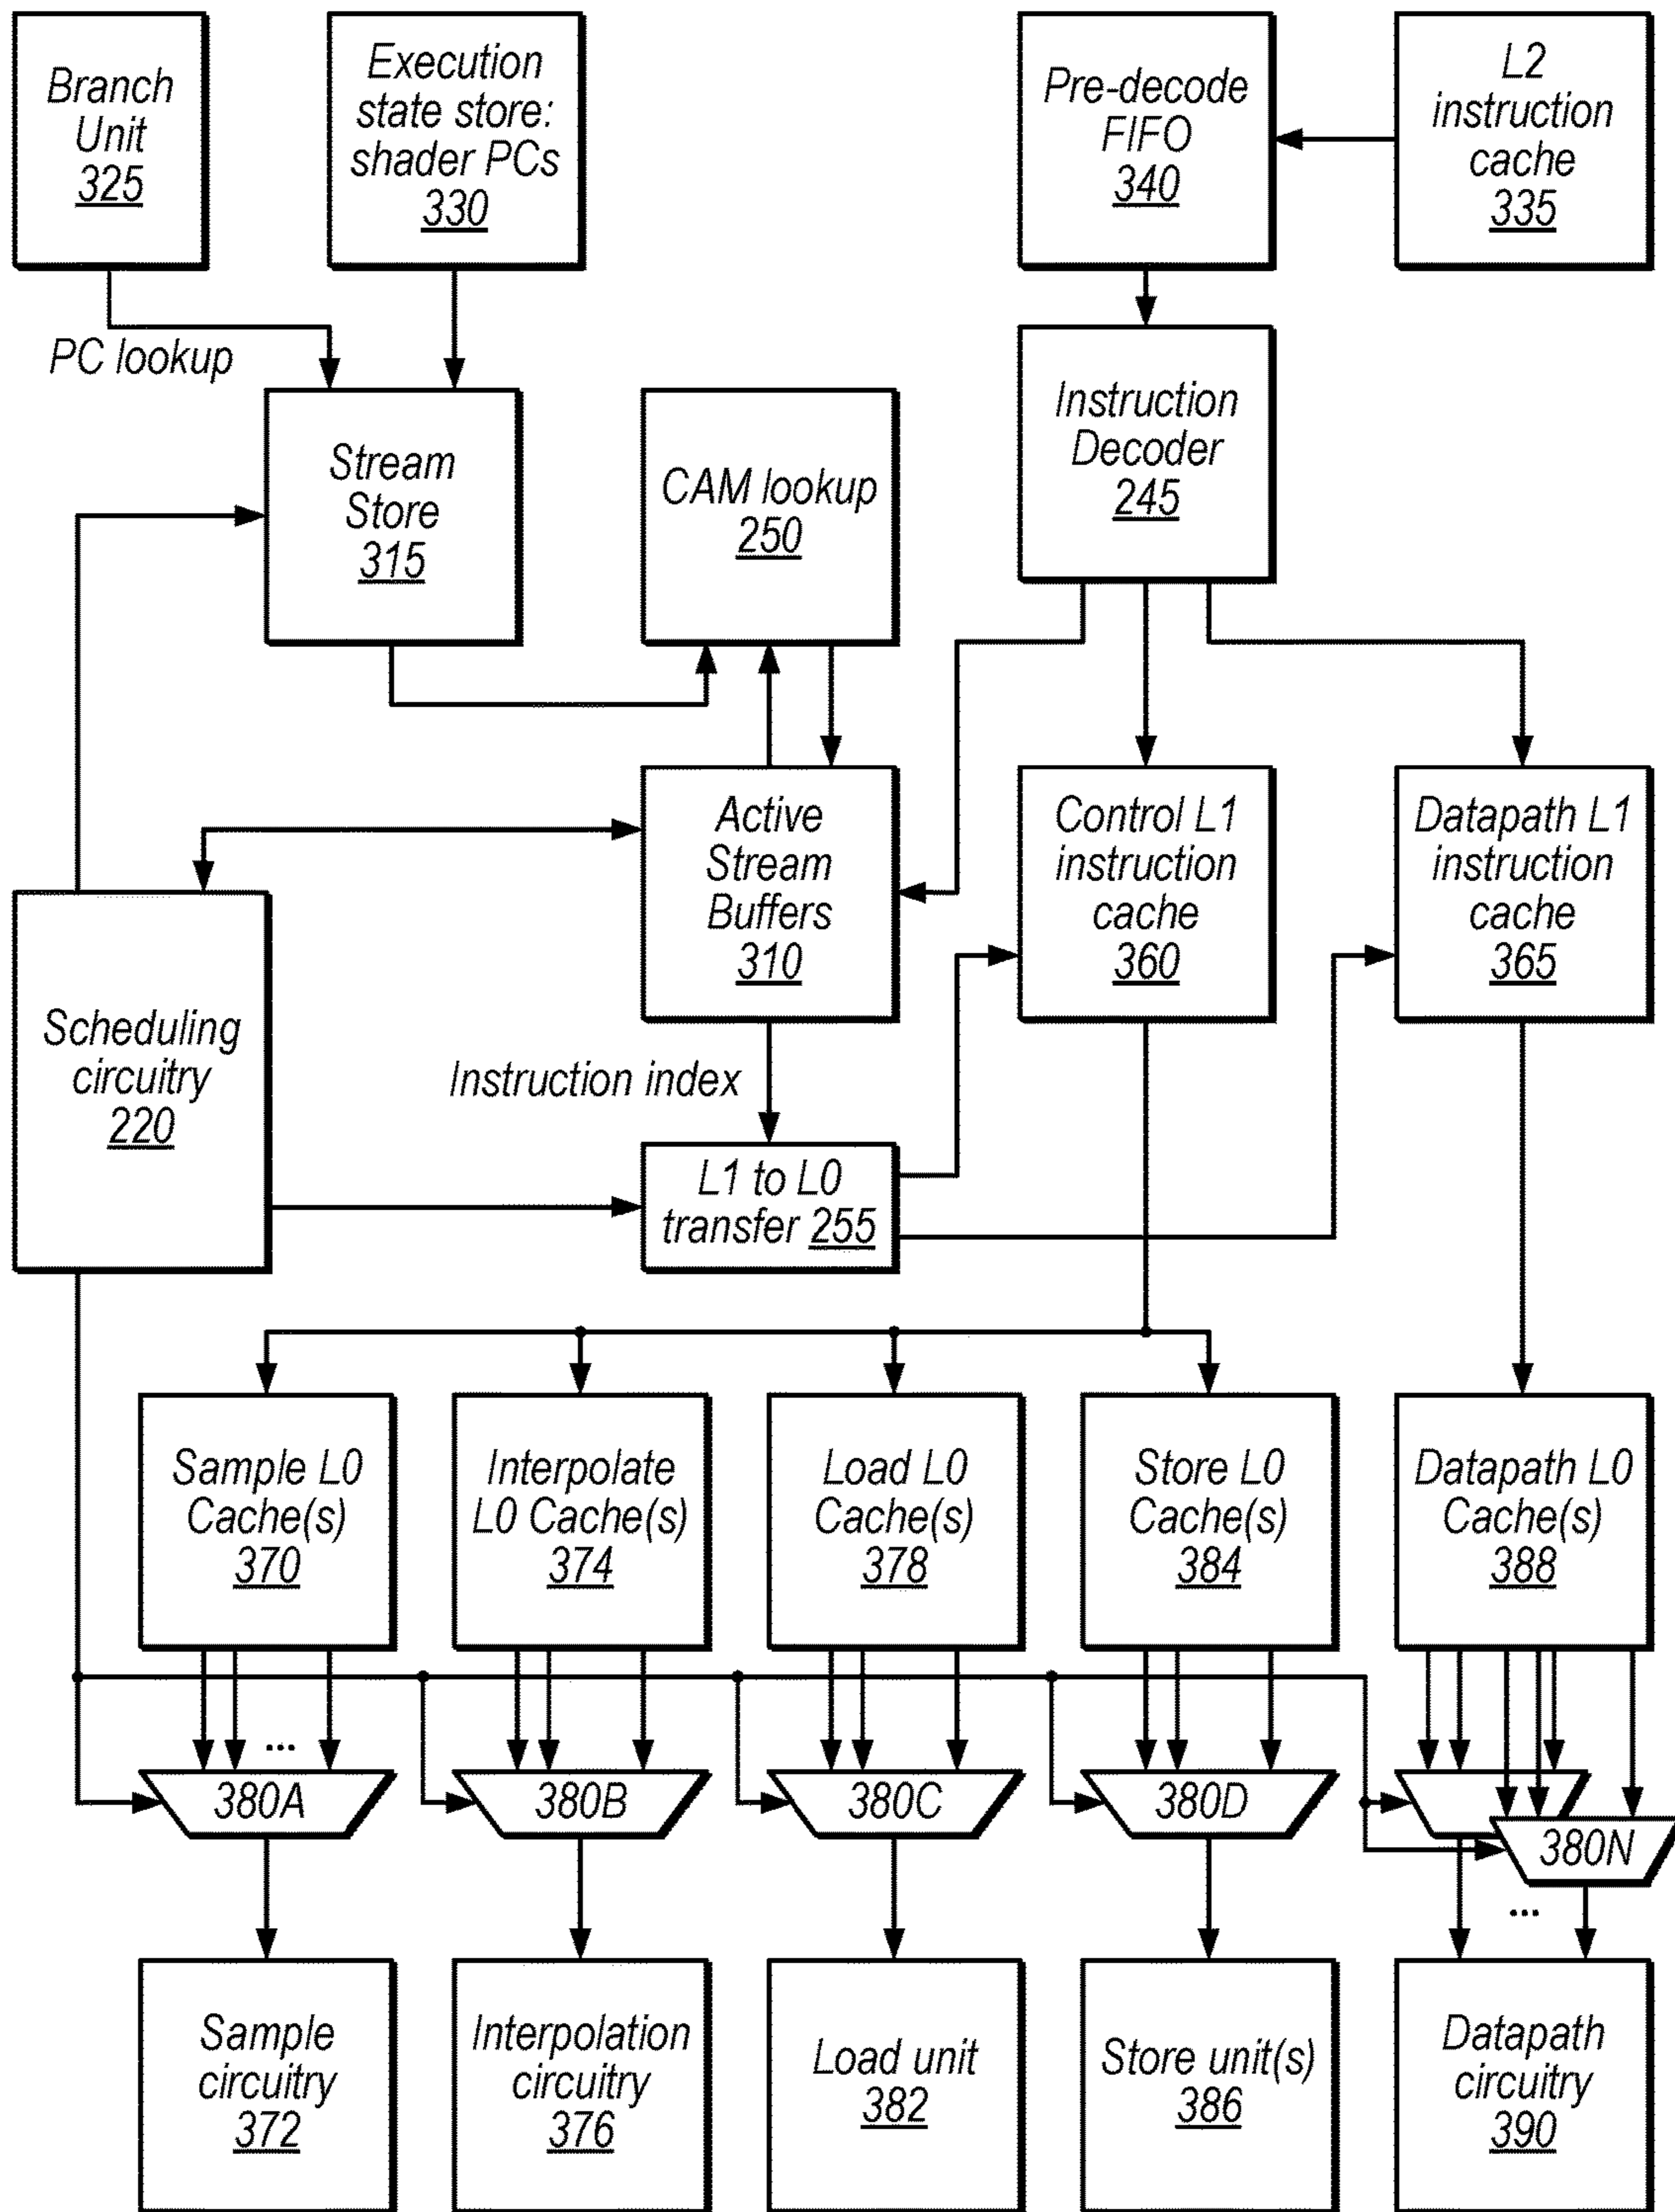 Branch
Unit
325
Execution
state store:
shader PCs
330
Pre-decode
FIFO
340
L2
instruction
cache
335
PC lookup
Stream
Store
315
CAM lookup
250
Instruction
Decoder
245
Active
Stream
Buffers
310
Control L1
instruction
cache
360
Datapath L1
instruction
cache
365
Scheduling
circuitry
220
Instruction index
L1 to L0
transfer 255
Sample L0
Cache(s)
370
Interpolate
L0 Cache(s)
374
Load L0
Cache(s)
378
Store L0
Cache(s)
384
Datapath L0
Cache(s)
388
...
380A
380B
380C
380D
380N
...
Sample
circuitry
372
Interpolation
circuitry
376
Load unit
382
Store unit(s)
386
Datapath
circuitry
390